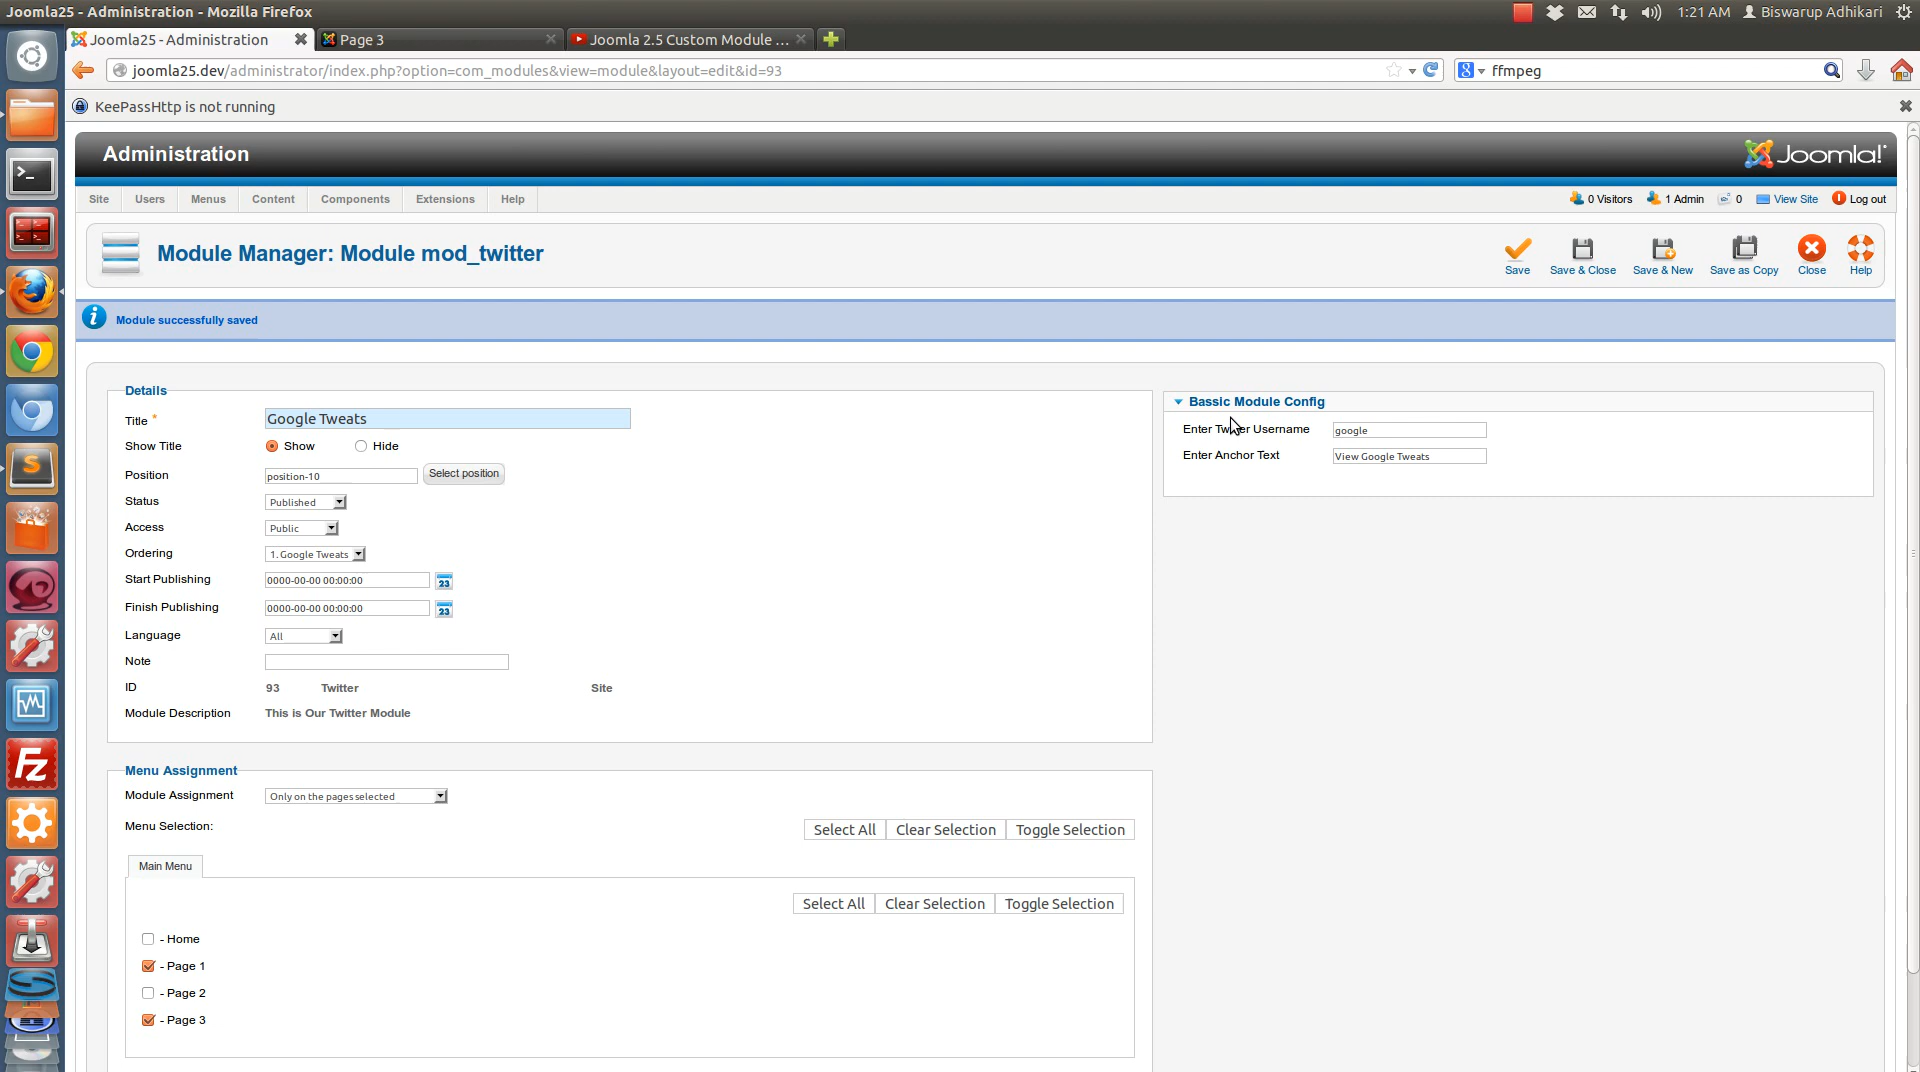 Joomla25 - Administration - Mozilla Firefox
1:21 AM Biswarup Adhikari
Joomla25 - Administration
Page 3
Joomla 2.5 Custom Module ...
joomla25.dev/administrator/index.php?option=com_modules&view=module&layout=edit&id=93
ffmpeg
KeePassHttp is not running
Administration
Joomla!
Site Users Menus Content Components Extensions Help
0 Visitors 1 Admin 0 View Site Log out
Module Manager: Module mod_twitter
Save Save & Close Save & New Save as Copy Close Help
Module successfully saved
Details
Title *
Google Tweats
Show Title
Show Hide
Position
position-10
Select position
Status
Published
Access
Public
Ordering
1. Google Tweats
Start Publishing
0000-00-00 00:00:00
23
Finish Publishing
0000-00-00 00:00:00
23
Language
All
Note
ID
93 Twitter Site
Module Description
This is Our Twitter Module
Bassic Module Config
Enter Twitter Username
google
Enter Anchor Text
View Google Tweats
Menu Assignment
Module Assignment
Only on the pages selected
Menu Selection:
Select All Clear Selection Toggle Selection
Main Menu
Select All Clear Selection Toggle Selection
- Home
- Page 1
- Page 2
- Page 3